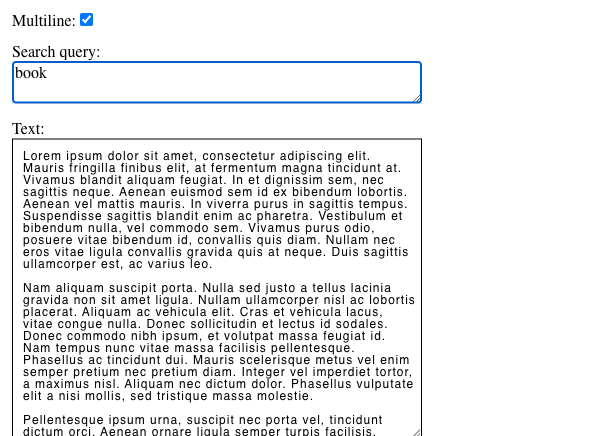 Multiline:
Search query:
book
Text:
Lorem ipsum dolor sit amet, consectetur adipiscing elit.
Mauris fringilla finibus elit, at fermentum magna tincidunt at.
Vivamus blandit aliquam feugiat. In et dignissim sem, nec
sagittis neque. Aenean euismod sem id ex bibendum lobortis.
Aenean vel mattis mauris. In viverra purus in sagittis tempus.
Suspendisse sagittis blandit enim ac pharetra. Vestibulum et
bibendum nulla, vel commodo sem. Vivamus purus odio,
posuere vitae bibendum id, convallis quis diam. Nullam nec
eros vitae ligula convallis gravida quis at neque. Duis sagittis
ullamcorper est, ac varius leo.
Nam aliquam suscipit porta. Nulla sed justo a tellus lacinia
gravida non sit amet ligula. Nullam ullamcorper nisl ac lobortis
placerat. Aliquam ac vehicula elit. Cras et vehicula lacus,
vitae congue nulla. Donec sollicitudin et lectus id sodales.
Donec commodo nibh ipsum, et volutpat massa feugiat id.
Nam tempus nunc vitae massa facilisis pellentesque.
Phasellus ac tincidunt dui. Mauris scelerisque metus vel enim
semper pretium nec pretium diam. Integer vel imperdiet tortor,
a maximus nisl. Aliquam nec dictum dolor. Phasellus vulputate
elit a nisi mollis, sed tristique massa molestie.
Pellentesque ipsum urna, suscipit nec porta vel, tincidunt
dictum orci. Aenean ornare ligula semper turpis facilisis,